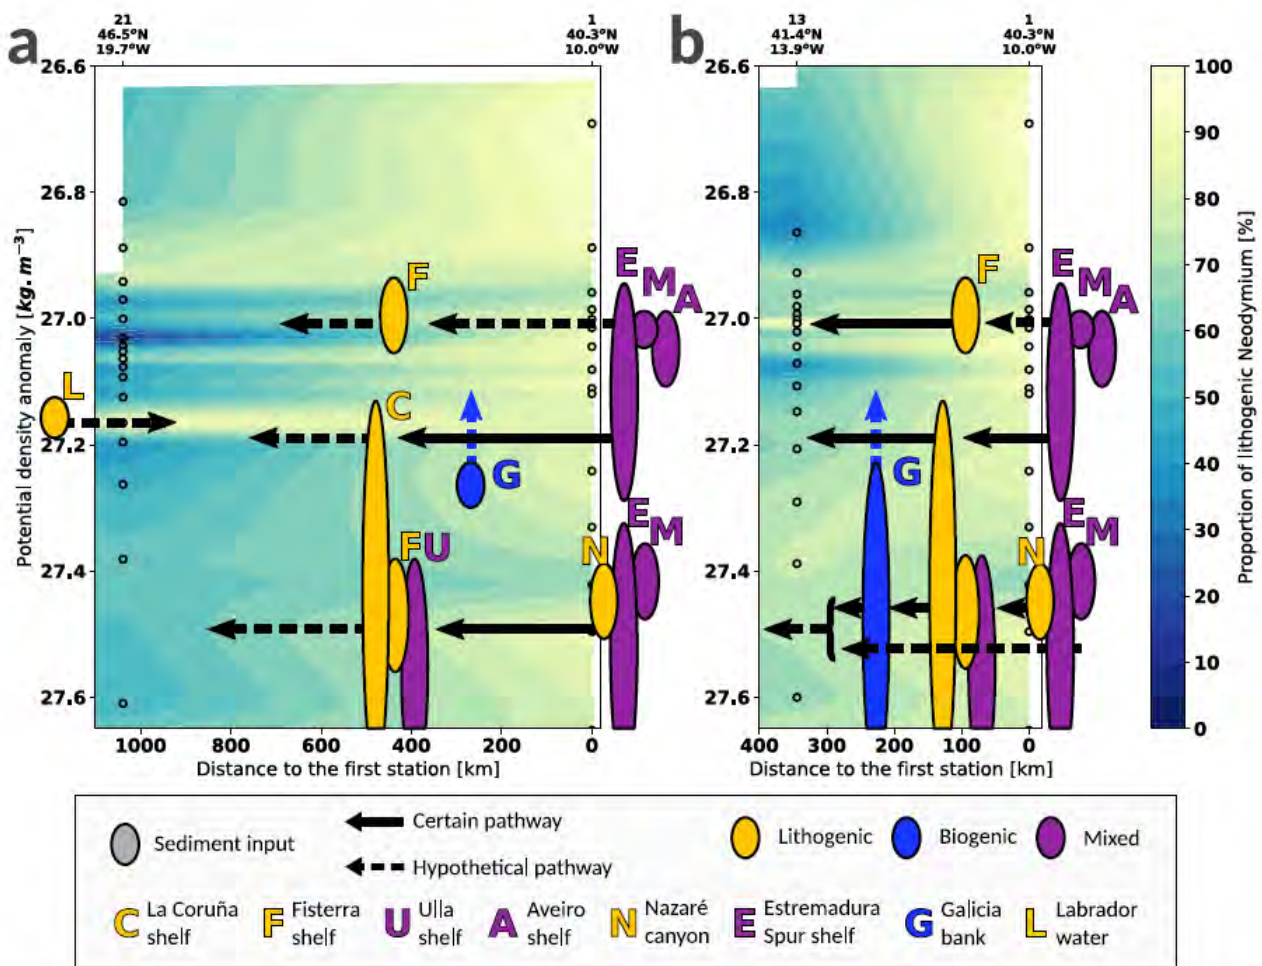 a
21
46.5°N
19.7°W
1
40.3°N
10.0°W
b
13
41.4°N
13.9°W
1
40.3°N
10.0°W
26.6
26.8
27.0
27.2
27.4
27.6
Potential density anomaly [kg.m⁻³]
L
F
E
M
A
C
G
E
M
F
U
N
1000
800
600
400
200
0
Distance to the first station [km]
26.6
26.8
27.0
27.2
27.4
27.6
F
E
M
A
G
E
M
N
400
300
200
100
0
Distance to the first station [km]
100
90
80
70
60
50
40
30
20
10
0
Proportion of lithogenic Neodymium [%]
Sediment input
Certain pathway
Hypothetical pathway
Lithogenic
Biogenic
Mixed
C La Coruña shelf
F Fisterra shelf
U Ulla shelf
A Aveiro shelf
N Nazaré canyon
E Estremadura Spur shelf
G Galicia bank
L Labrador water